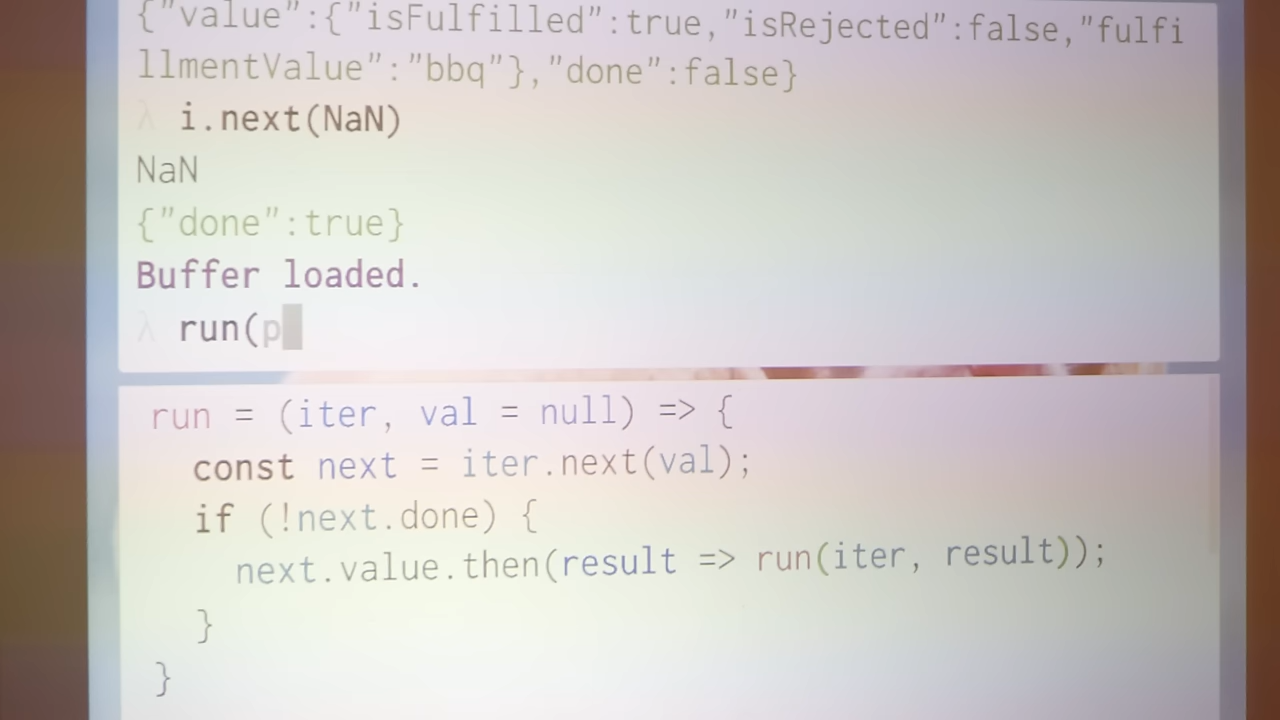 {"value":{"isFulfilled":true,"isRejected":false,"fulfi
llmentValue":"bbq"},"done":false}
λ i.next(NaN)
NaN
{"done":true}
Buffer loaded.
λ run(p
run = (iter, val = null) => {
  const next = iter.next(val);
  if (!next.done) {
    next.value.then(result => run(iter, result));
  }
}